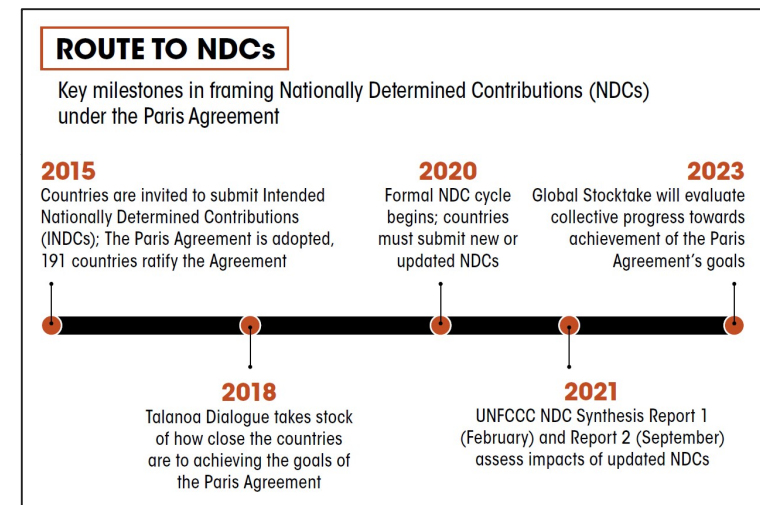 ROUTE TO NDCs
Key milestones in framing Nationally Determined Contributions (NDCs)
under the Paris Agreement
2015
Countries are invited to submit Intended
Nationally Determined Contributions
(INDCs); The Paris Agreement is adopted,
191 countries ratify the Agreement
2020
Formal NDC cycle
begins; countries
must submit new or
updated NDCs
2023
Global Stocktake will evaluate
collective progress towards
achievement of the Paris
Agreement's goals
2018
Talanoa Dialogue takes stock
of how close the countries
are to achieving the goals of
the Paris Agreement
2021
UNFCCC NDC Synthesis Report 1
(February) and Report 2 (September)
assess impacts of updated NDCs